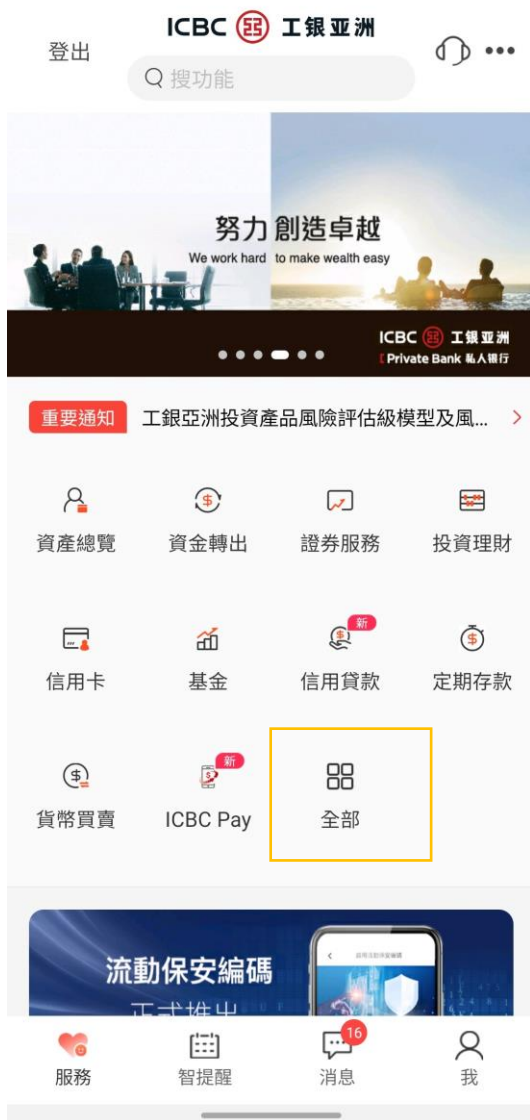 ICBC 工银亚洲
登出
搜功能
努力創造卓越
We work hard to make wealth easy
ICBC 工银亚洲
Private Bank 私人银行
重要通知 工銀亞洲投資產品風險評估級模型及風...
資產總覽 資金轉出 證券服務 投資理財
新
信用卡 基金 信用貸款 定期存款
新
貨幣買賣 ICBC Pay 全部
流動保安編碼
正式推出
16
服務 智提醒 消息 我